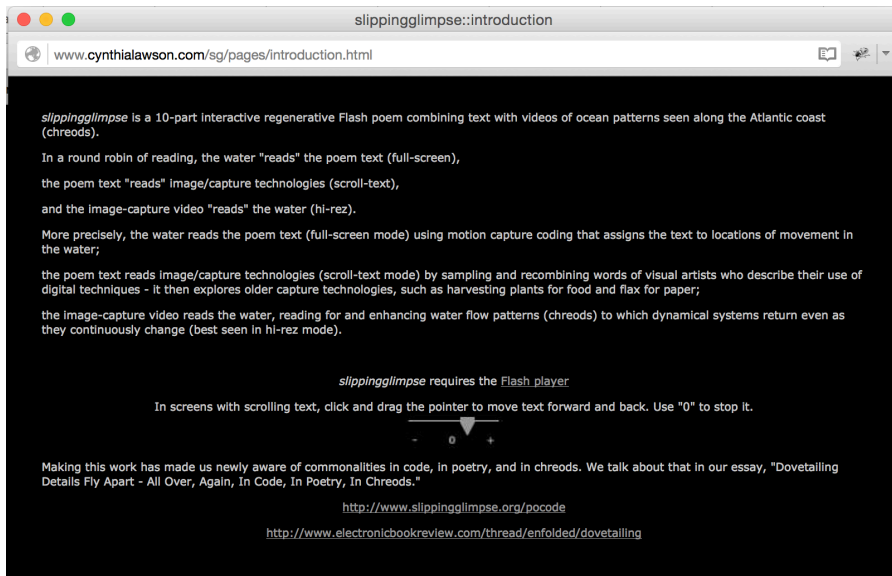 slippingglimpse::introduction
www.cynthialawson.com/sg/pages/introduction.html
slippingglimpse is a 10-part interactive regenerative Flash poem combining text with videos of ocean patterns seen along the Atlantic coast
(chreods).
In a round robin of reading, the water "reads" the poem text (full-screen),
the poem text "reads" image/capture technologies (scroll-text),
and the image-capture video "reads" the water (hi-rez).
More precisely, the water reads the poem text (full-screen mode) using motion capture coding that assigns the text to locations of movement in
the water;
the poem text reads image/capture technologies (scroll-text mode) by sampling and recombining words of visual artists who describe their use of
digital techniques - it then explores older capture technologies, such as harvesting plants for food and flax for paper;
the image-capture video reads the water, reading for and enhancing water flow patterns (chreods) to which dynamical systems return even as
they continuously change (best seen in hi-rez mode).
slippingglimpse requires the Flash player
In screens with scrolling text, click and drag the pointer to move text forward and back. Use "0" to stop it.
- 0 +
Making this work has made us newly aware of commonalities in code, in poetry, and in chreods. We talk about that in our essay, "Dovetailing
Details Fly Apart - All Over, Again, In Code, In Poetry, In Chreods."
http://www.slippingglimpse.org/pocode
http://www.electronicbookreview.com/thread/enfolded/dovetailing